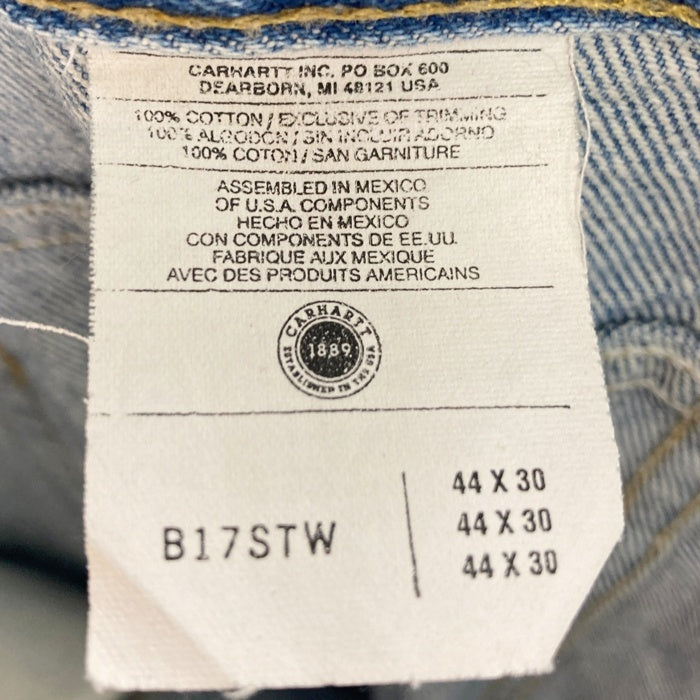 CARHARTT INC. PO BOX 600
DEARBORN, MI 48121 USA
100% COTTON / EXCLUSIVE OF TRIMMING
100% ALGODON / SIN INCLUIR ADORNO
100% COTON / SAN GARNITURE
ASSEMBLED IN MEXICO
OF U.S.A. COMPONENTS
HECHO EN MEXICO
CON COMPONENTS DE EE.UU.
FABRIQUE AUX MEXIQUE
AVEC DES PRODUITS AMERICAINS
CARHARTT
1889
ESTABLISHED IN THE USA
B17STW
44 X 30
44 X 30
44 X 30